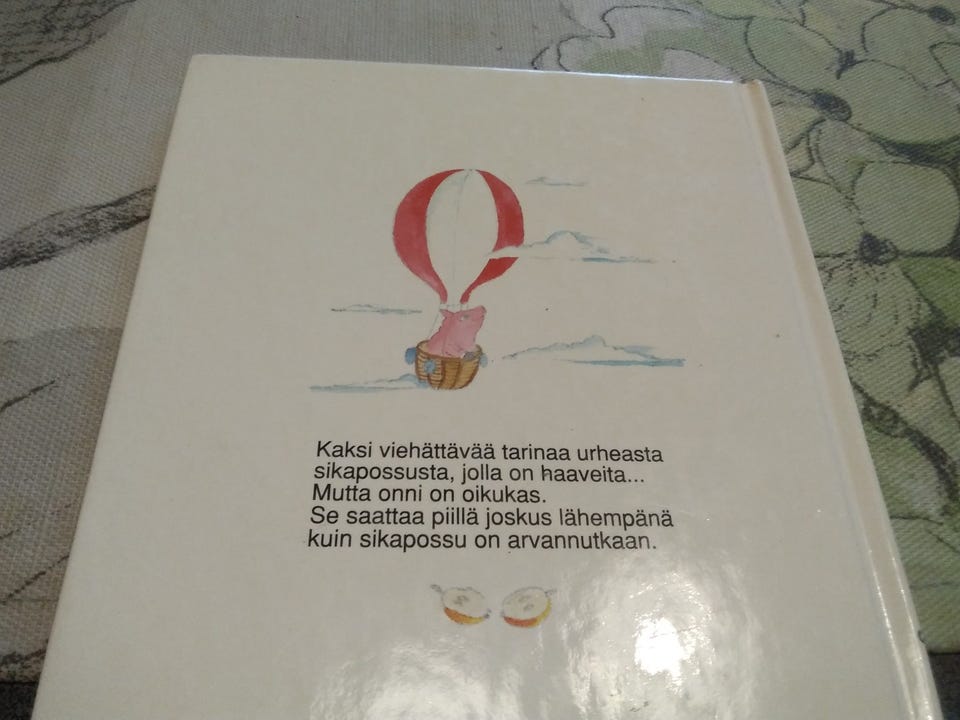 Kaksi viehättävää tarinaa urheasta
sikapossusta, jolla on haaveita...
Mutta onni on oikukas.
Se saattaa piillä joskus lähempänä
kuin sikapossu on arvannutkaan.